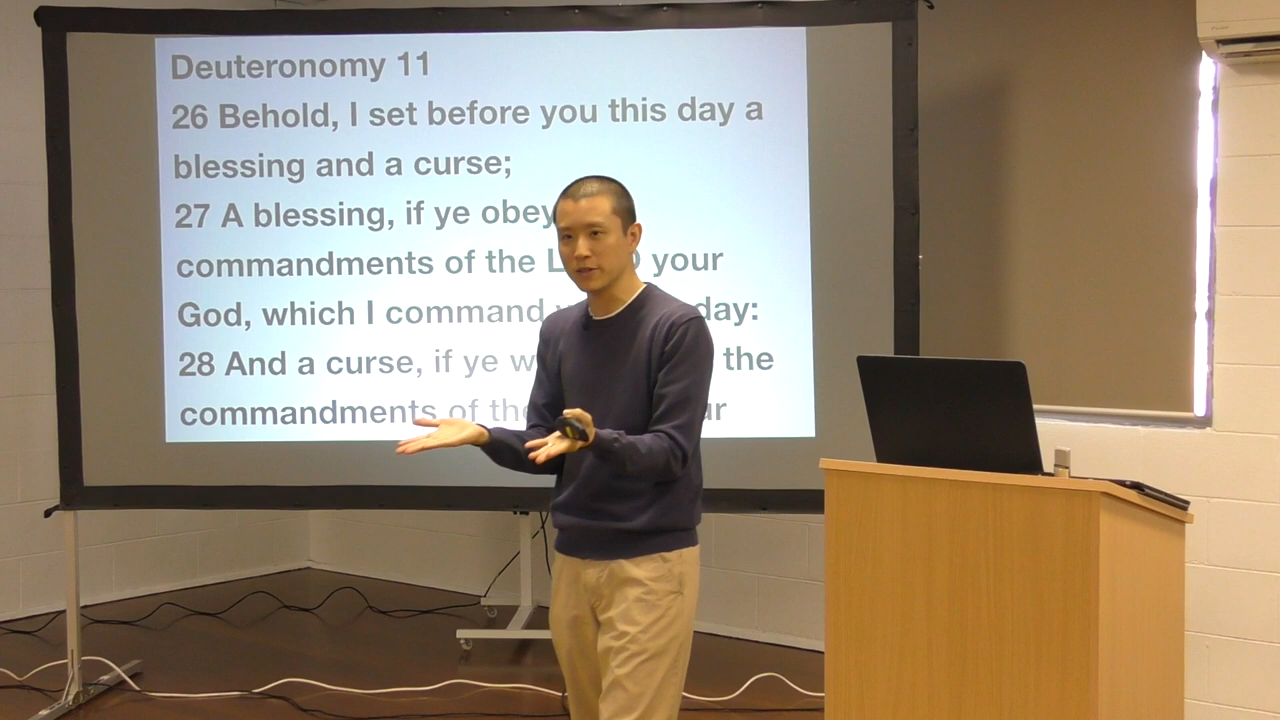 Deuteronomy 11
26 Behold, I set before you this day a
blessing and a curse;
27 A blessing, if ye obey
commandments of the your
God, which I command day:
28 And a curse, if ye the
commandments of the